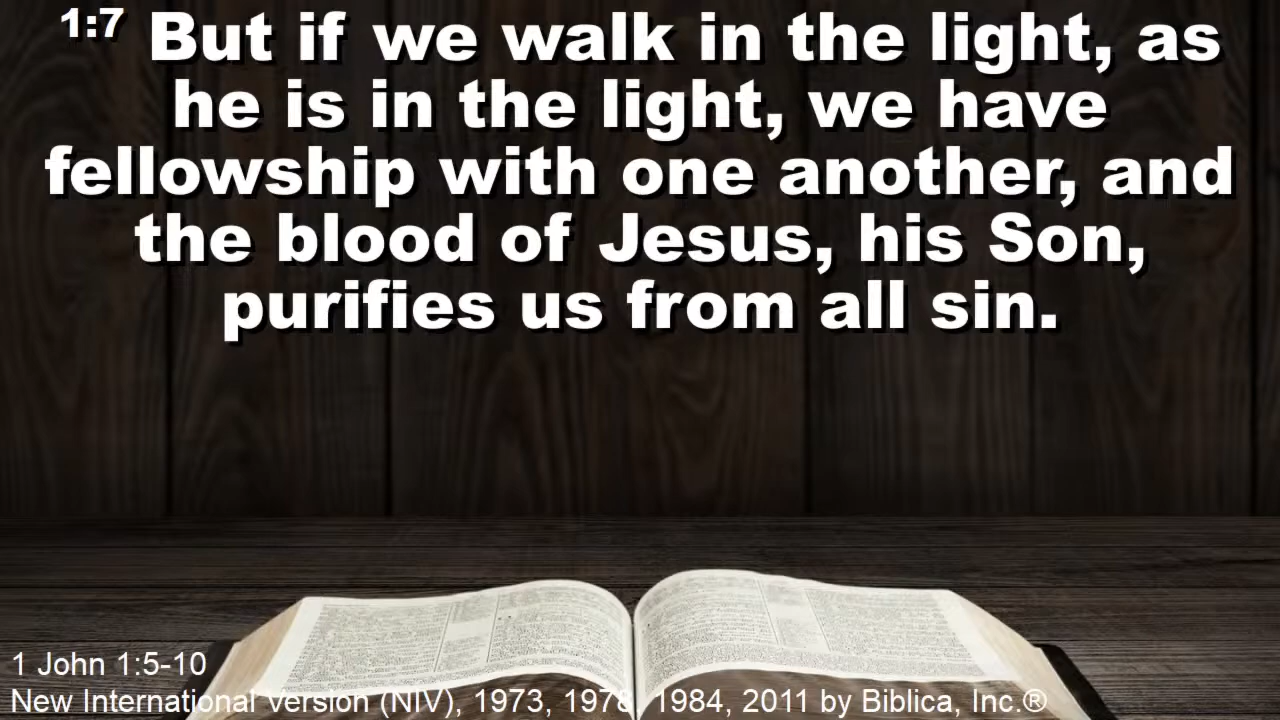 1:7 But if we walk in the light, as
he is in the light, we have
fellowship with one another, and
the blood of Jesus, his Son,
purifies us from all sin.
1 John 1:5-10
New International Version (NIV), 1973, 1978, 1984, 2011 by Biblica, Inc.®